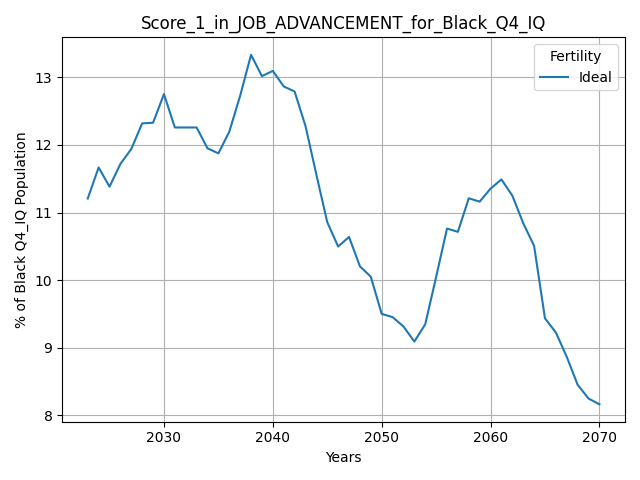 Score_1_in_JOB_ADVANCEMENT_for_Black_Q4_IQ
Fertility
Ideal
% of Black Q4_IQ Population
13
12
11
10
9
8
2030
2040
2050
2060
2070
Years